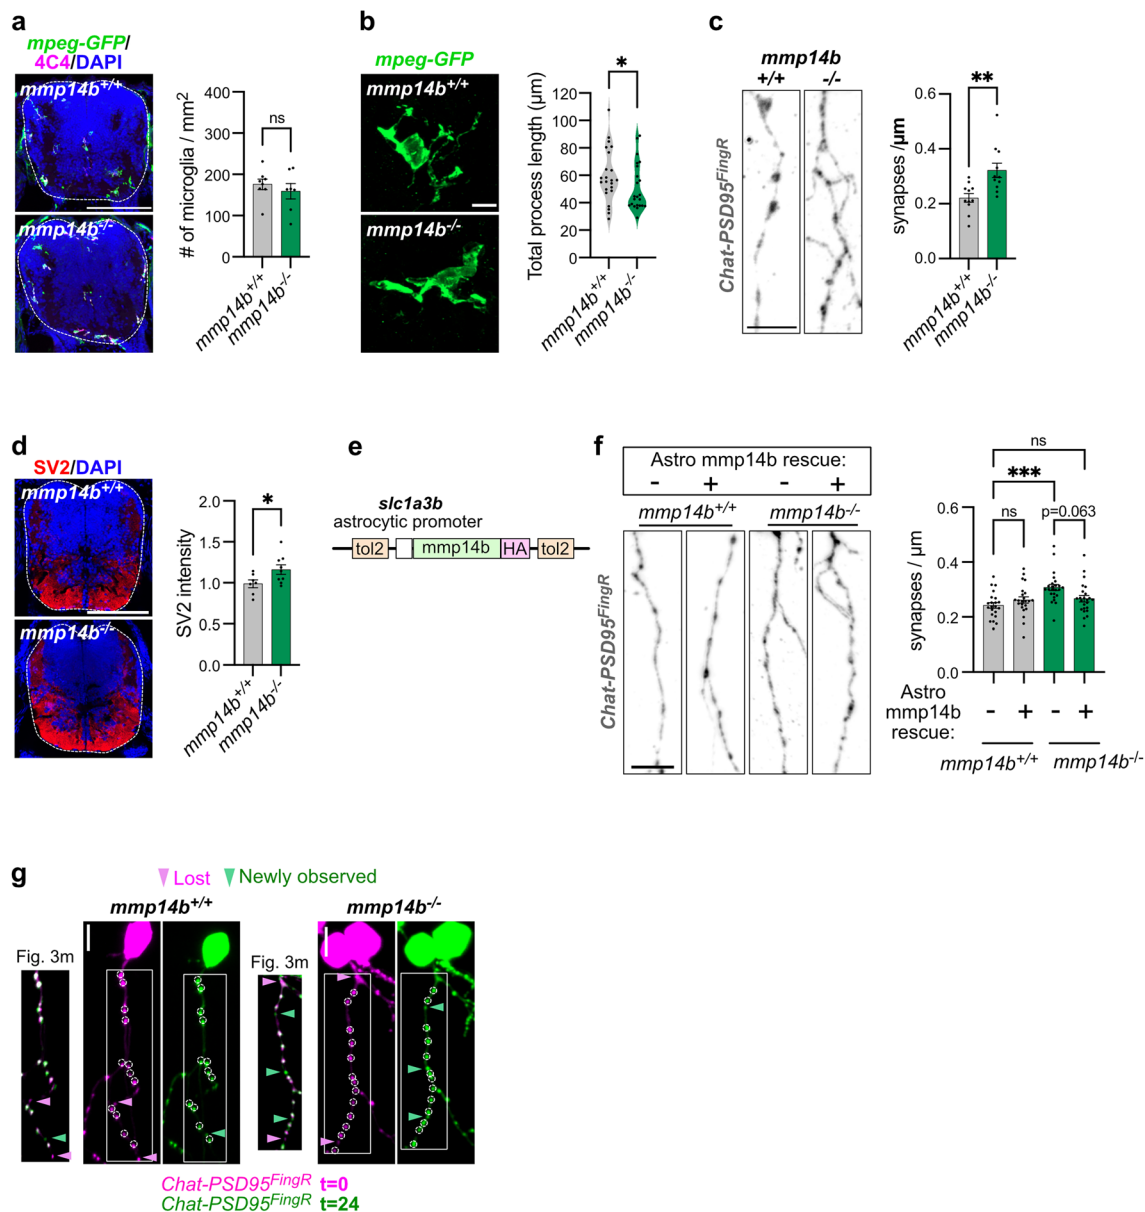 a
mpeg-GFP/
4C4/DAPI
mmp14b+/+
mmp14b-/-
# of microglia / mm2
400
300
200
100
0
ns
mmp14b+/+
mmp14b-/-
b
mpeg-GFP
mmp14b+/+
mmp14b-/-
Total process length (μm)
120
100
80
60
40
20
0
*
mmp14b+/+
mmp14b-/-
c
mmp14b
+/+ -/-
Chat-PSD95FingR
synapses /μm
0.6
0.4
0.2
0.0
**
mmp14b+/+
mmp14b-/-
d
SV2/DAPI
mmp14b+/+
mmp14b-/-
SV2 intensity
2.0
1.5
1.0
0.5
0.0
*
mmp14b+/+
mmp14b-/-
e
slc1a3b
astrocytic promoter
tol2 mmp14b HA tol2
f
Astro mmp14b rescue:
- + - +
mmp14b+/+ mmp14b-/-
Chat-PSD95FingR
synapses / μm
0.6
0.4
0.2
0.0
ns
***
ns
p=0.063
Astro
mmp14b
rescue:
- + - +
mmp14b+/+ mmp14b-/-
g
Lost Newly observed
mmp14b+/+ mmp14b-/-
Fig. 3m
Fig. 3m
Chat-PSD95FingR t=0
Chat-PSD95FingR t=24